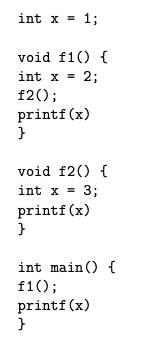 int x = 1;
void f1() {
int x = 2;
f2();
printf(x)
}
void f2() {
int x = 3;
printf(x)
}
int main() {
f1();
printf(x)
}